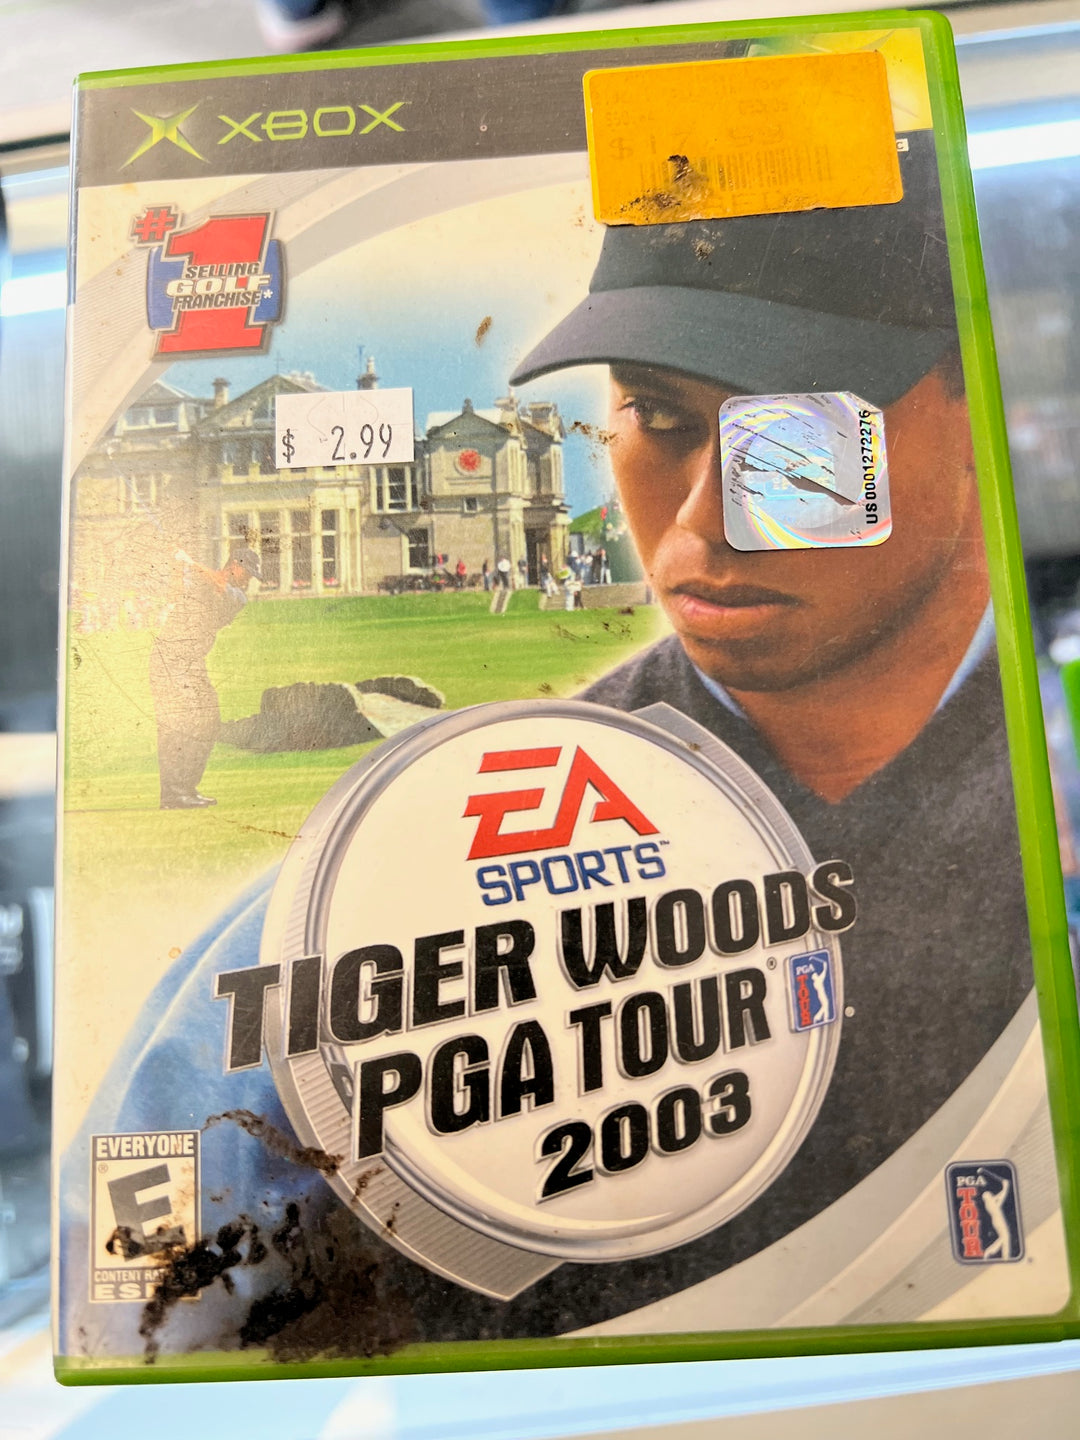 XBOX
#1
SELLING
GOLF
FRANCHISE*
$ 2.99
US0001272276
EA
SPORTS™
TIGER WOODS
PGA TOUR®
2003
PGA
TOUR
EVERYONE
E
PGA
TOUR